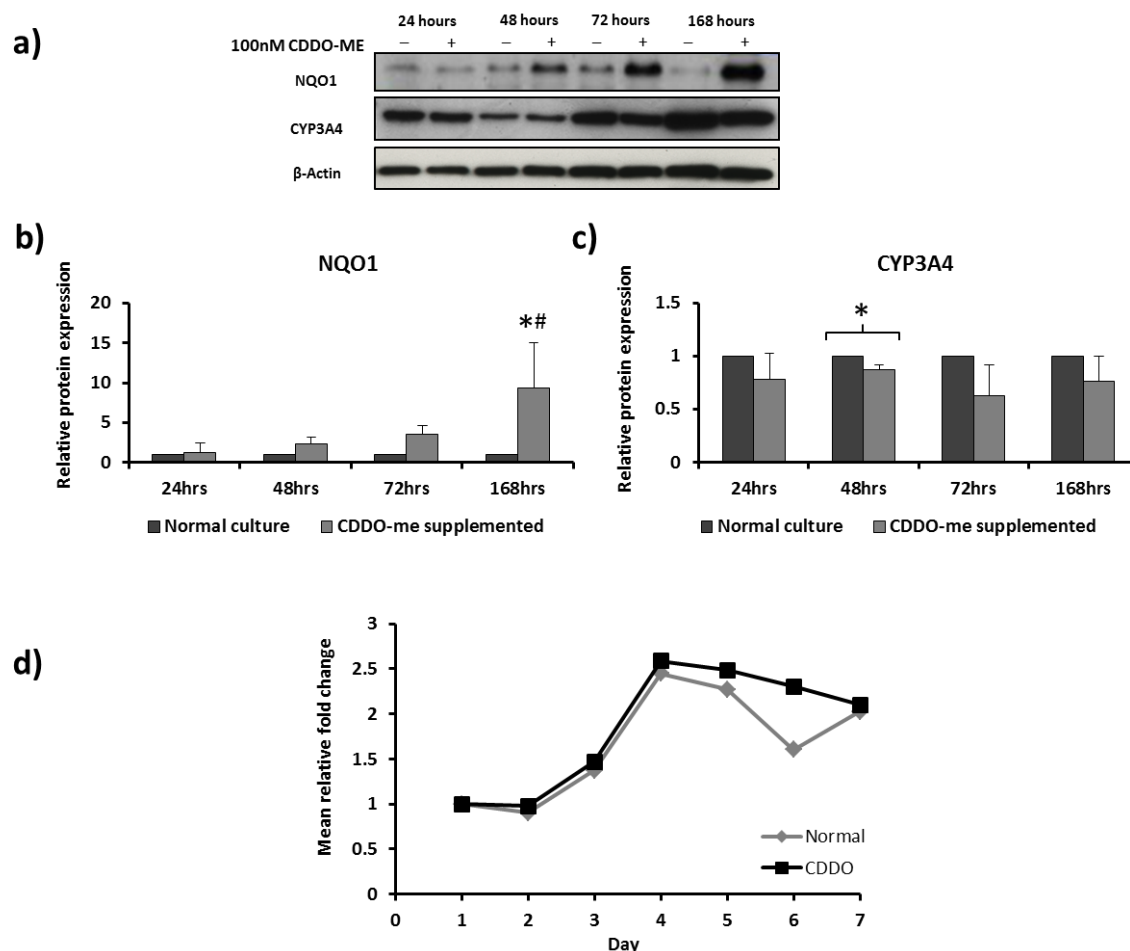 a)
24 hours 48 hours 72 hours 168 hours
100nM CDDO-ME – + – + – + – +
NQO1
CYP3A4
β-Actin
b)
NQO1
Relative protein expression
20
15
10
5
0
*#
24hrs 48hrs 72hrs 168hrs
Normal culture CDDO-me supplemented
c)
CYP3A4
Relative protein expression
1.5
1
0.5
0
*
24hrs 48hrs 72hrs 168hrs
Normal culture CDDO-me supplemented
d)
Mean relative fold change
3
2.5
2
1.5
1
0.5
0
Normal
CDDO
0 1 2 3 4 5 6 7
Day